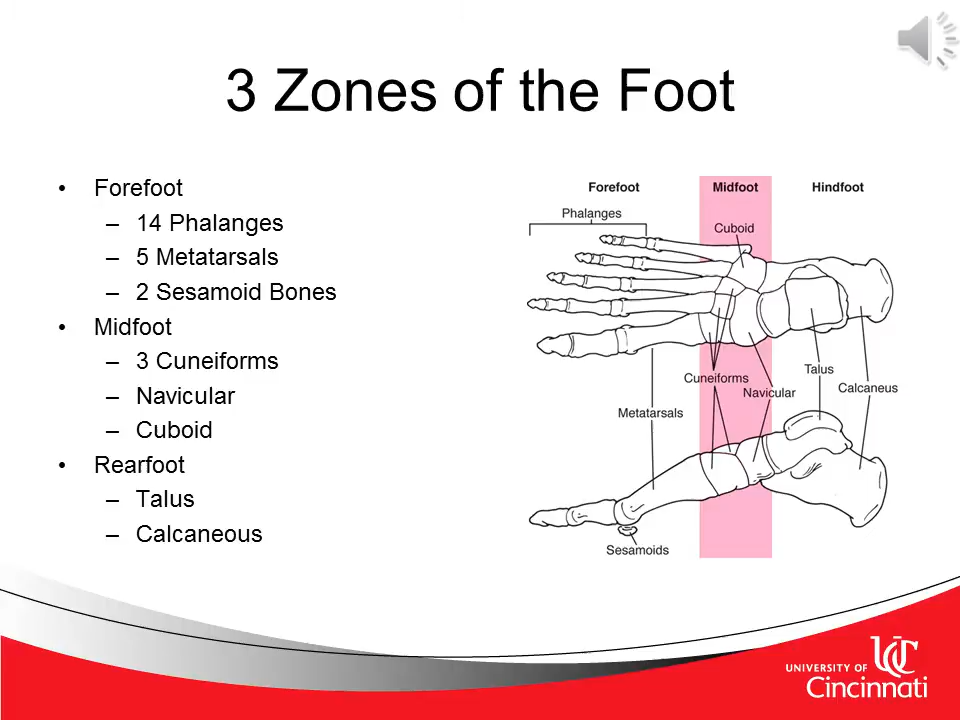 3 Zones of the Foot
• Forefoot
– 14 Phalanges
– 5 Metatarsals
– 2 Sesamoid Bones
• Midfoot
– 3 Cuneiforms
– Navicular
– Cuboid
• Rearfoot
– Talus
– Calcaneous
Forefoot Midfoot Hindfoot
Phalanges
Cuboid
Talus
Cuneiforms
Navicular
Calcaneus
Metatarsals
Sesamoids
UNIVERSITY OF
UC
Cincinnati